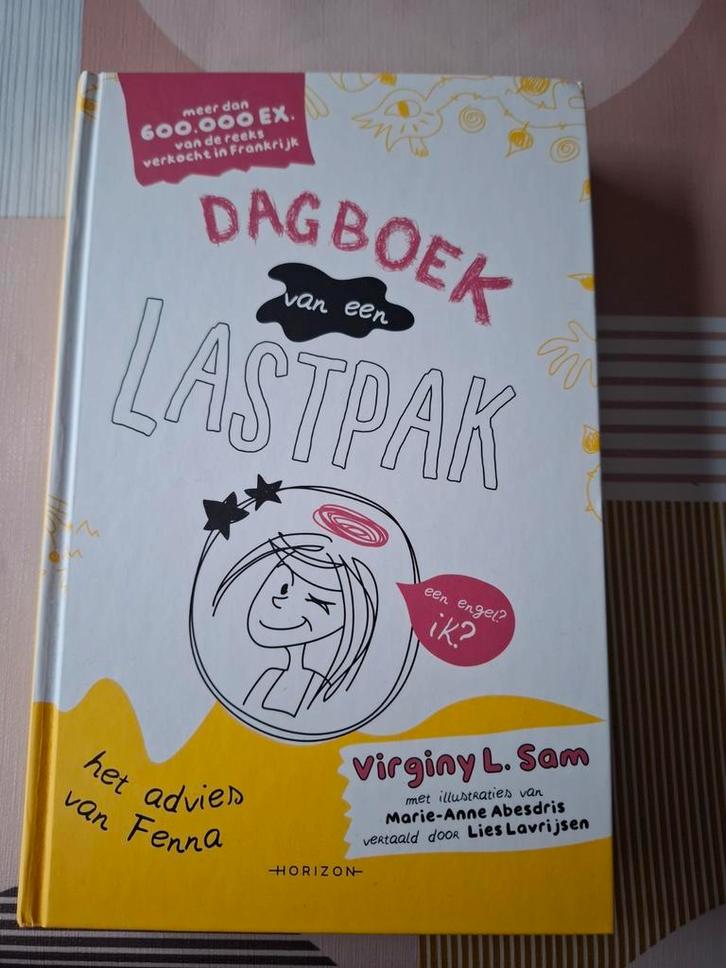 meer dan
600.000 EX.
van de reeks
verkocht in Frankrijk
DAGBOEK
van een
LASTPAK
een engel?
ik?
het advies
van Fenna
Virginy L. Sam
met illustraties van
Marie-Anne Abesdris
vertaald door Lies Lavrijsen
HORIZON